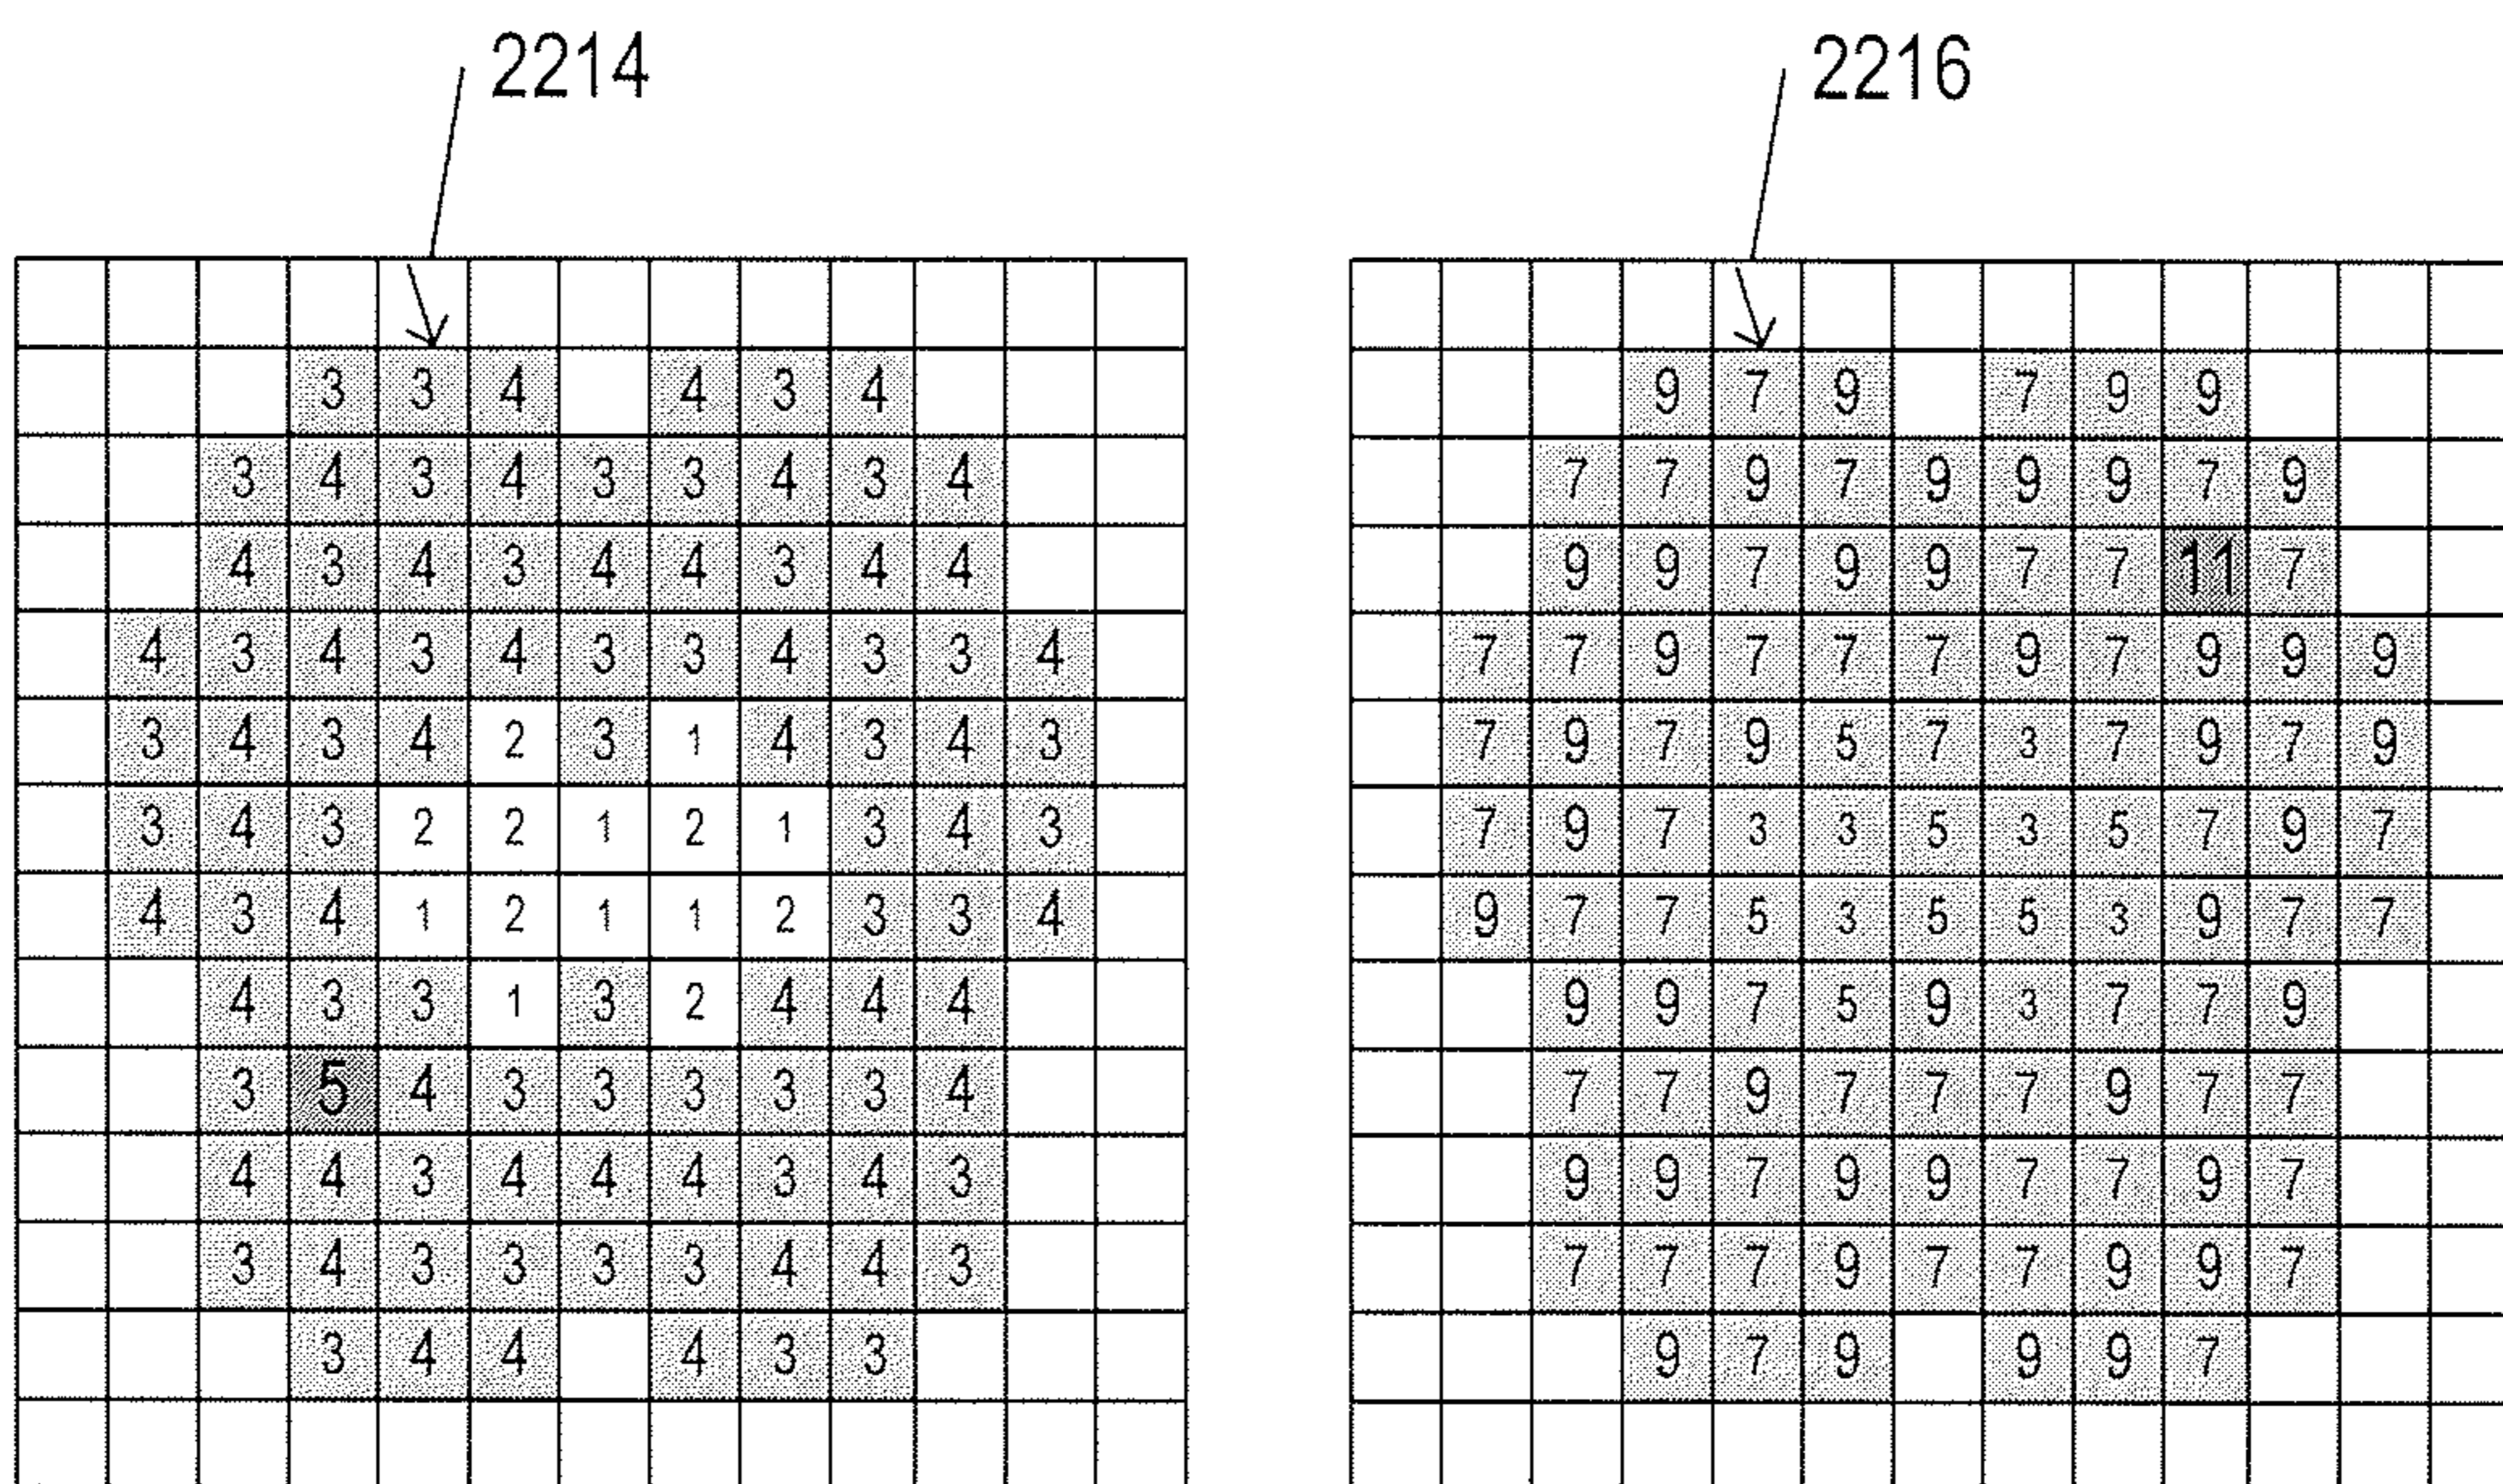 2214
2216
3 3 4 4 3 4
3 4 3 4 3 3 4 3 4
4 3 4 3 4 4 3 4 4
4 3 4 3 4 3 3 4 3 3 4
3 4 3 4 2 3 1 4 3 4 3
3 4 3 2 2 1 2 1 3 4 3
4 3 4 1 2 1 1 2 3 3 4
4 3 3 1 3 2 4 4 4
3 5 4 3 3 3 3 3 4
4 4 3 4 4 4 3 4 3
3 4 3 3 3 3 4 4 3
3 4 4 4 3 3
9 7 9 7 9 9
7 7 9 7 9 9 9 7 9
9 9 7 9 9 7 7 11 7
7 7 9 7 7 7 9 7 9 9 9
7 9 7 9 5 7 3 7 9 7 9
7 9 7 3 3 5 3 5 7 9 7
9 7 7 5 3 5 5 3 9 7 7
9 9 7 5 9 3 7 7 9
7 7 9 7 7 7 9 7 7
9 9 7 9 9 7 7 9 7
7 7 7 9 7 7 9 9 7
9 7 9 9 9 7